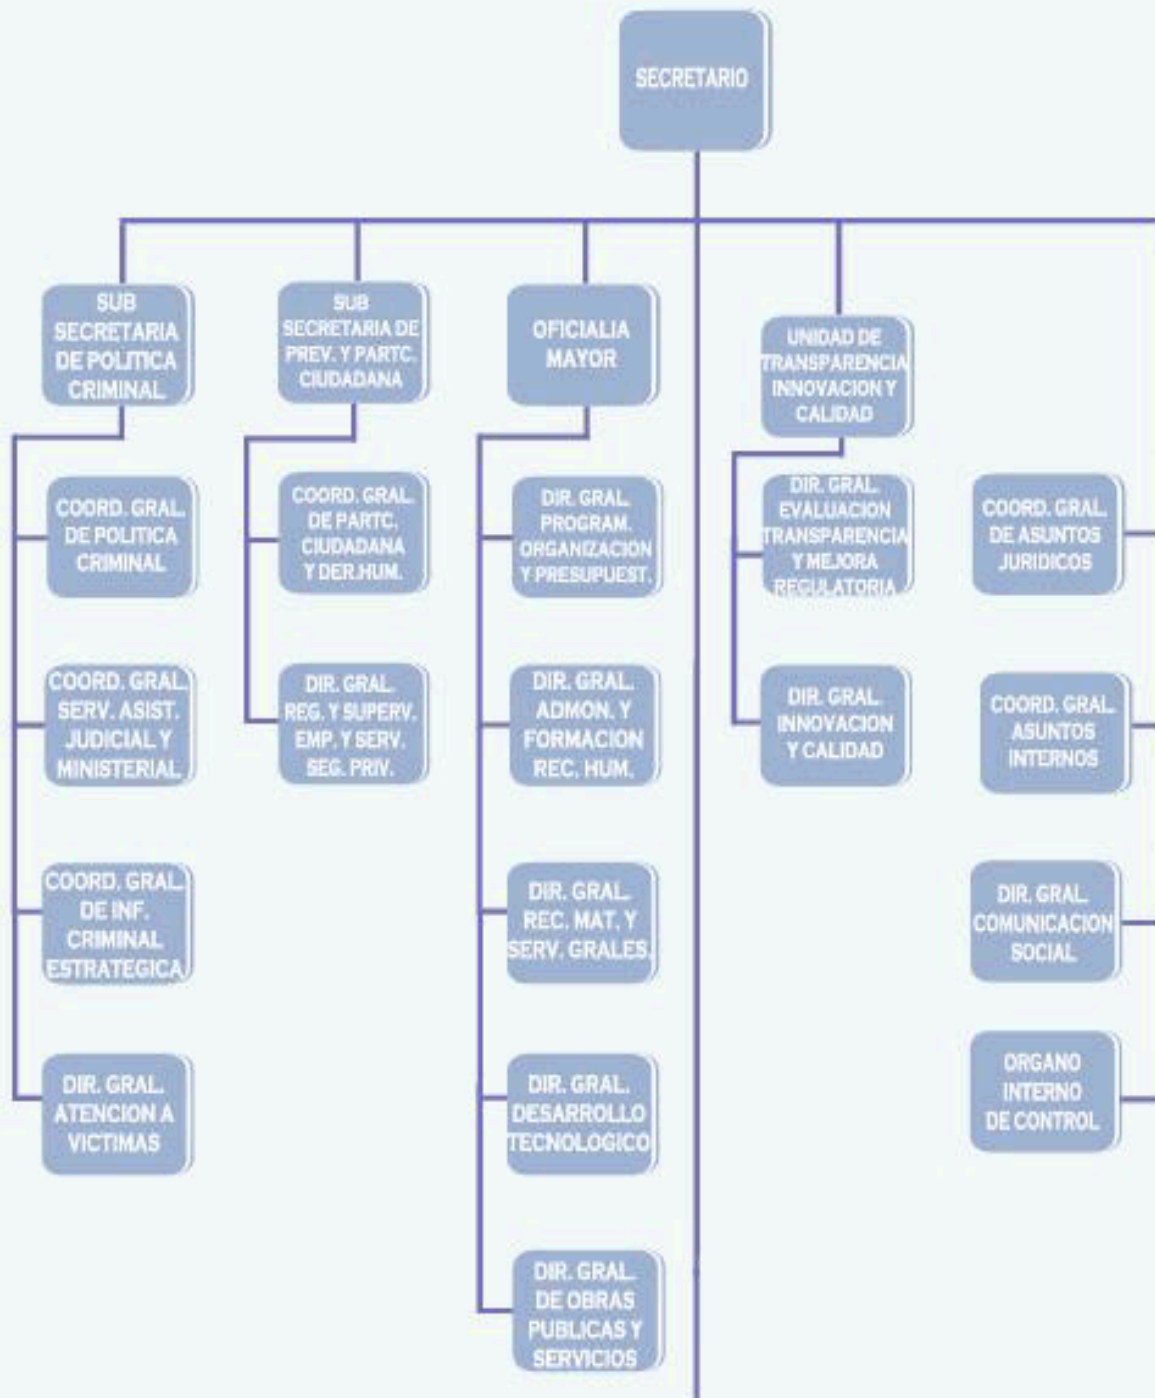 SECRETARIO
SUB
SECRETARIA
DE POLITICA
CRIMINAL
SUB
SECRETARIA DE
PREV. Y PARTC.
CIUDADANA
OFICIALIA
MAYOR
UNIDAD DE
TRANSPARENCIA
INNOVACION Y
CALIDAD
COORD. GRAL.
DE POLITICA
CRIMINAL
COORD. GRAL.
DE PARTC.
CIUDADANA
Y DER.HUM.
DIR. GRAL.
PROGRAM.
ORGANIZACION
Y PRESUPUEST.
DIR. GRAL.
EVALUACION
TRANSPARENCIA
Y MEJORA
REGULATORIA
COORD. GRAL.
DE ASUNTOS
JURIDICOS
COORD. GRAL.
SERV. ASIST.
JUDICIAL Y
MINISTERIAL
DIR. GRAL.
REG. Y SUPERV.
EMP. Y SERV.
SEG. PRIV.
DIR. GRAL.
ADMON. Y
FORMACION
REC. HUM.
DIR. GRAL.
INNOVACION
Y CALIDAD
COORD. GRAL.
ASUNTOS
INTERNOS
COORD. GRAL.
DE INF.
CRIMINAL
ESTRATEGICA
DIR. GRAL.
REC. MAT. Y
SERV. GRALES.
DIR. GRAL.
COMUNICACION
SOCIAL
DIR. GRAL.
ATENCION A
VICTIMAS
DIR. GRAL.
DESARROLLO
TECNOLOGICO
ORGANO
INTERNO
DE CONTROL
DIR. GRAL.
DE OBRAS
PUBLICAS Y
SERVICIOS